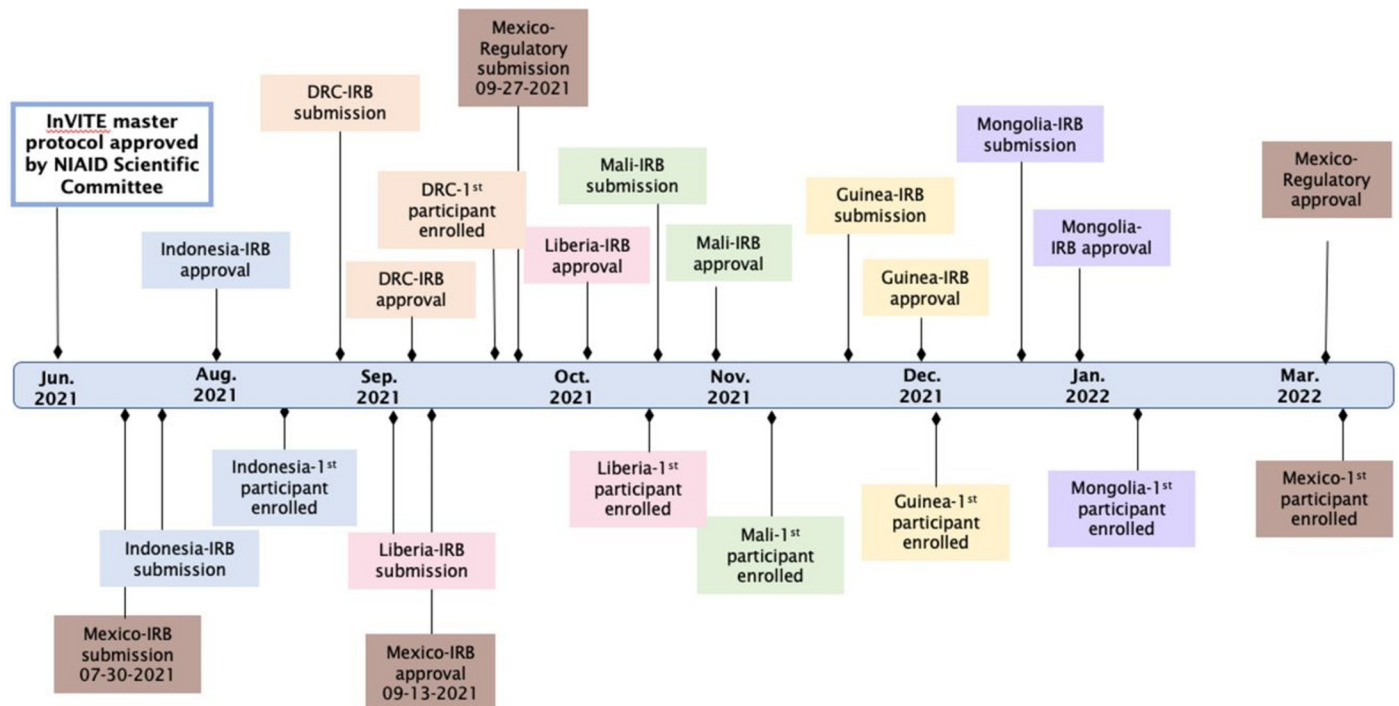 Mexico-
Regulatory
submission
09-27-2021
DRC-IRB
submission
InVITE master
protocol approved
by NIAID Scientific
Committee
Mongolia-IRB
submission
Mexico-
Regulatory
approval
Mali-IRB
submission
DRC-1st
participant
enrolled
Guinea-IRB
submission
Indonesia-IRB
approval
Liberia-IRB
approval
Mali-IRB
approval
Mongolia-
IRB approval
DRC-IRB
approval
Guinea-IRB
approval
Jun.
2021
Aug.
2021
Sep.
2021
Oct.
2021
Nov.
2021
Dec.
2021
Jan.
2022
Mar.
2022
Indonesia-1st
participant
enrolled
Liberia-1st
participant
enrolled
Guinea-1st
participant
enrolled
Mongolia-1st
participant
enrolled
Mexico-1st
participant
enrolled
Indonesia-IRB
submission
Liberia-IRB
submission
Mali-1st
participant
enrolled
Mexico-IRB
submission
07-30-2021
Mexico-IRB
approval
09-13-2021